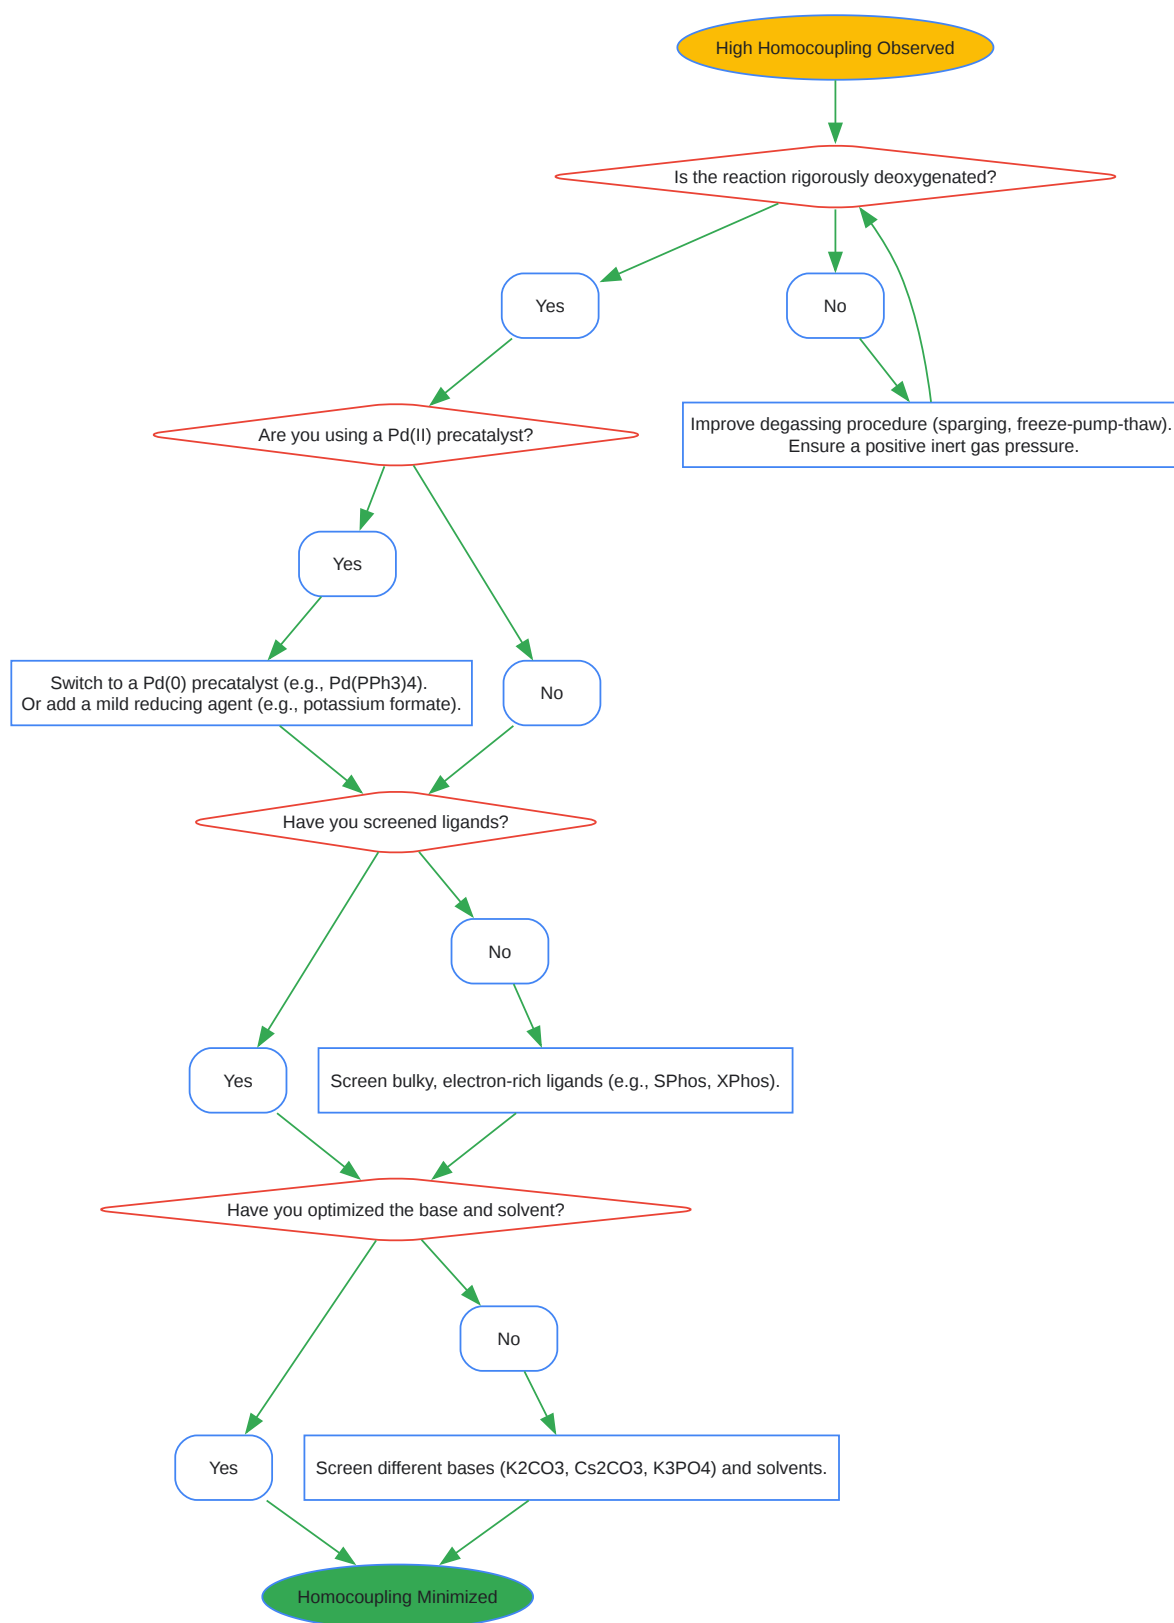 High Homocoupling Observed
Is the reaction rigorously deoxygenated?
Yes
No
Are you using a Pd(II) precatalyst?
Improve degassing procedure (sparging, freeze-pump-thaw).
Ensure a positive inert gas pressure.
Yes
Switch to a Pd(0) precatalyst (e.g., Pd(PPh3)4).
Or add a mild reducing agent (e.g., potassium formate).
No
Have you screened ligands?
No
Yes
Screen bulky, electron-rich ligands (e.g., SPhos, XPhos).
Have you optimized the base and solvent?
No
Yes
Screen different bases (K2CO3, Cs2CO3, K3PO4) and solvents.
Homocoupling Minimized